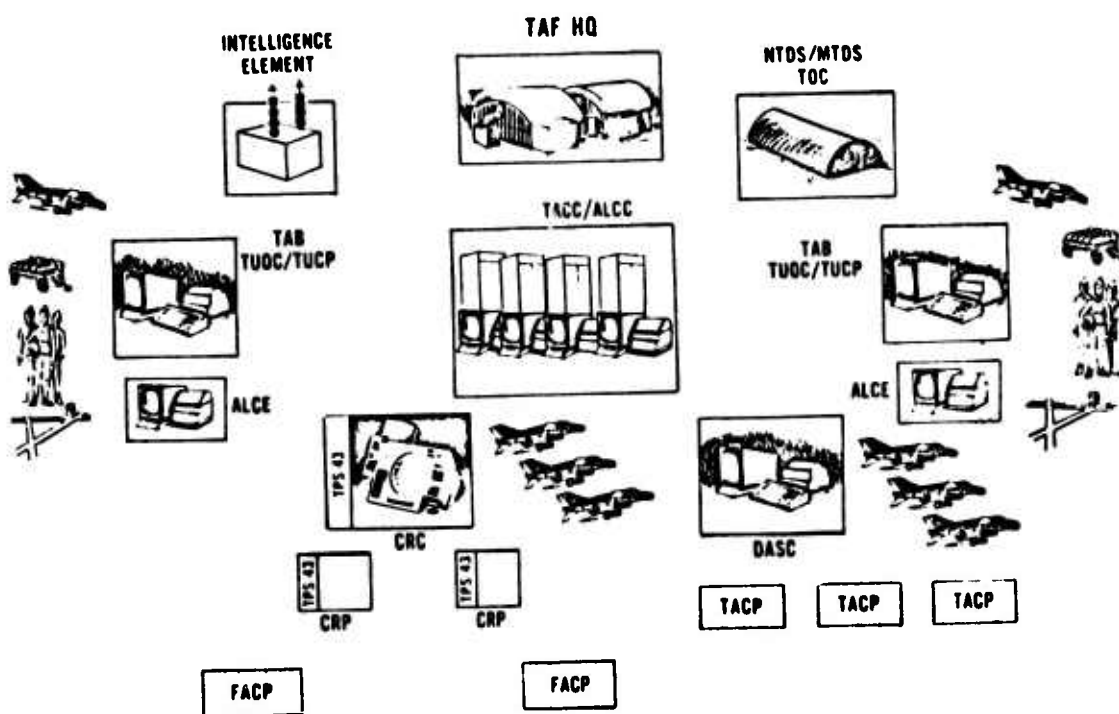 TAF HQ
INTELLIGENCE
ELEMENT
NTDS/MTDS
TOC
TACC/ALCC
TAB
TUOC/TUCP
TAB
TUOC/TUCP
ALCE
ALCE
TPS 43
CRC
DASC
TPS 43
CRP
TPS 43
CRP
TACP
TACP
TACP
FACP
FACP